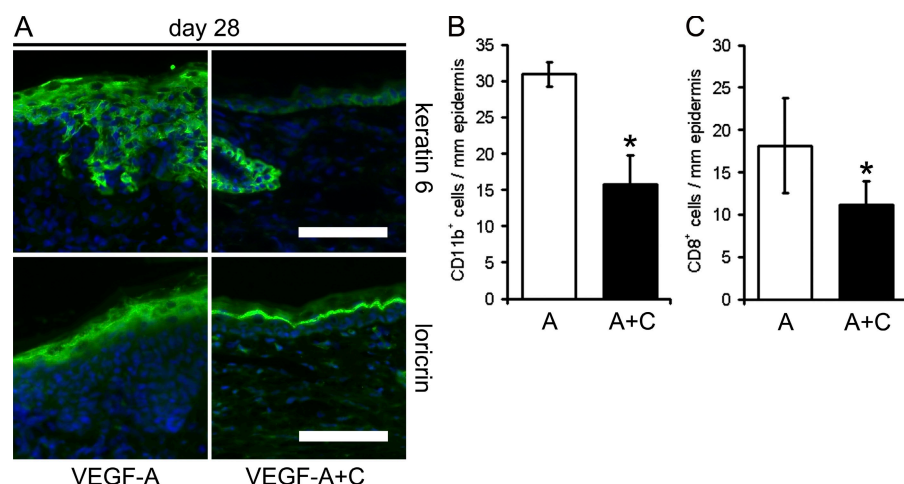 A
day 28
keratin 6
loricrin
VEGF-A
VEGF-A+C
B
CD11b⁺ cells / mm epidermis
35
30
25
20
15
10
5
0
*
A
A+C
C
CD8⁺ cells / mm epidermis
30
25
20
15
10
5
0
*
A
A+C